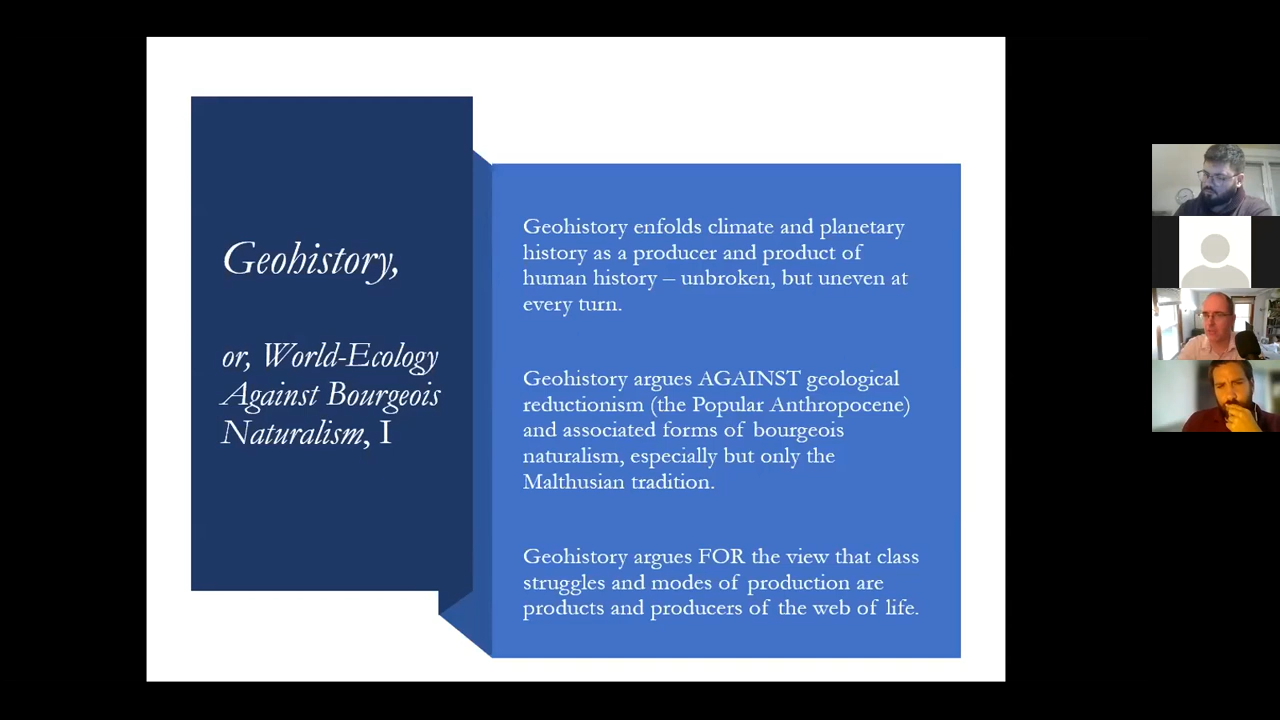 Geohistory,
or, World-Ecology
Against Bourgeois
Naturalism, I
Geohistory enfolds climate and planetary
history as a producer and product of
human history – unbroken, but uneven at
every turn.
Geohistory argues AGAINST geological
reductionism (the Popular Anthropocene)
and associated forms of bourgeois
naturalism, especially but only the
Malthusian tradition.
Geohistory argues FOR the view that class
struggles and modes of production are
products and producers of the web of life.